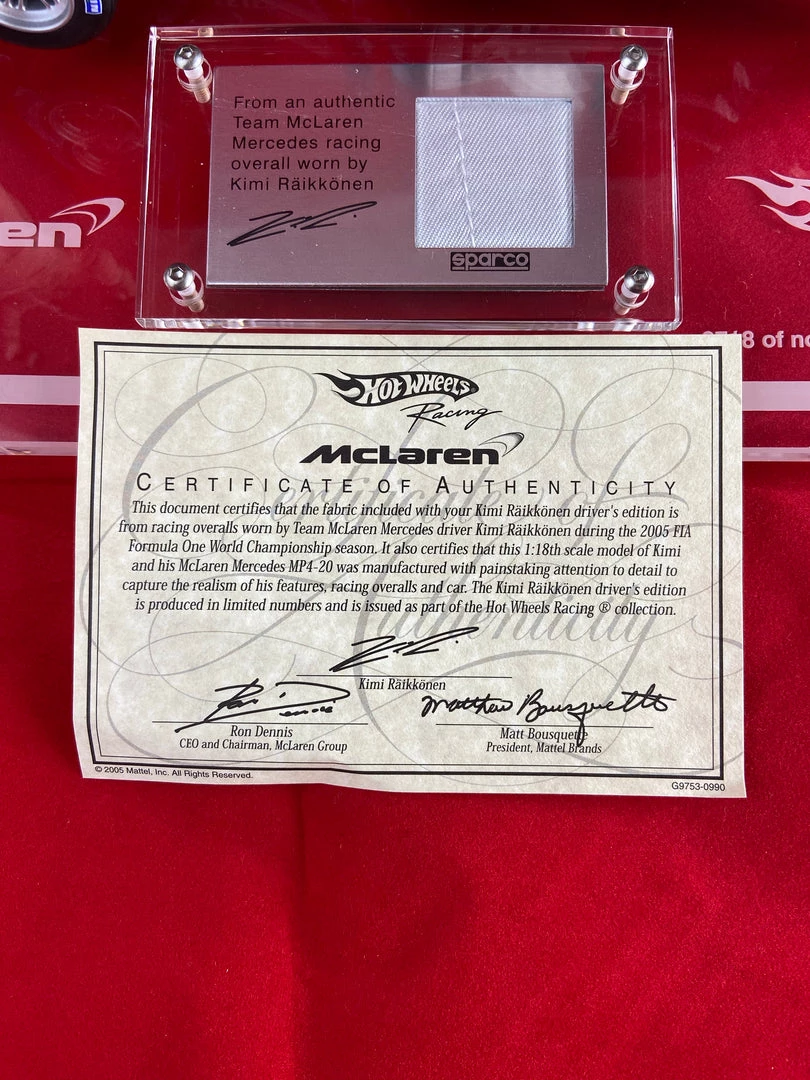 From an authentic
Team McLaren
Mercedes racing
overall worn by
Kimi Räikkönen
sparco
8 of
HOT WHEELS
Racing
McLaren
CERTIFICATE OF AUTHENTICITY
This document certifies that the fabric included with your Kimi Räikkönen driver's edition is
from racing overalls worn by Team McLaren Mercedes driver Kimi Räikkönen during the 2005 FIA
Formula One World Championship season. It also certifies that this 1:18th scale model of Kimi
and his McLaren Mercedes MP4-20 was manufactured with painstaking attention to detail to
capture the realism of his features, racing overalls and car. The Kimi Räikkönen driver's edition
is produced in limited numbers and is issued as part of the Hot Wheels Racing ® collection.
Kimi Räikkönen
Matthew Bousquette
Ron Dennis
CEO and Chairman, McLaren Group
Matt Bousquette
President, Mattel Brands
© 2005 Mattel, Inc. All Rights Reserved.
G9753-0990